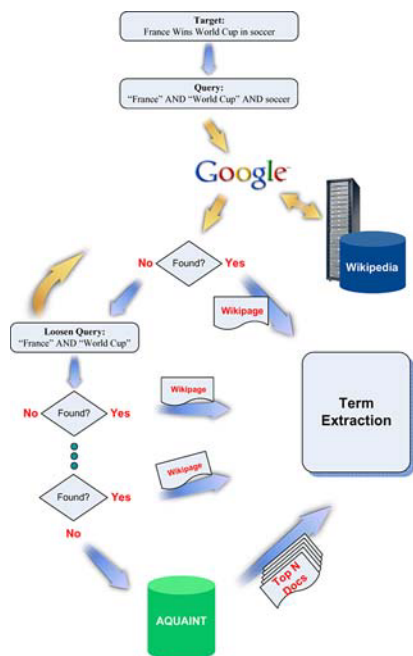 Target:
France Wins World Cup in soccer
Query:
“France” AND “World Cup” AND soccer
Google™
Wikipedia
No
Found?
Yes
Wikipage
Loosen Query:
“France” AND “World Cup”
Term
Extraction
Wikipage
No
Found?
Yes
Wikipage
Found?
Yes
No
Top N
Docs
AQUAINT